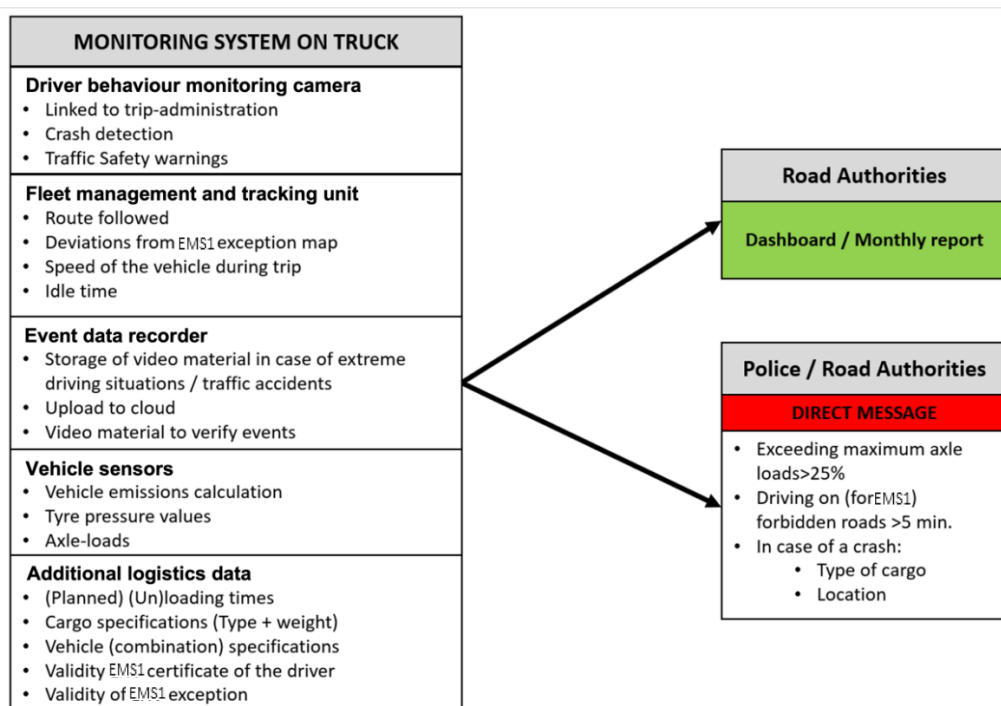 MONITORING SYSTEM ON TRUCK
Driver behaviour monitoring camera
• Linked to trip-administration
• Crash detection
• Traffic Safety warnings
Fleet management and tracking unit
• Route followed
• Deviations from EMS1 exception map
• Speed of the vehicle during trip
• Idle time
Event data recorder
• Storage of video material in case of extreme
driving situations / traffic accidents
• Upload to cloud
• Video material to verify events
Vehicle sensors
• Vehicle emissions calculation
• Tyre pressure values
• Axle-loads
Additional logistics data
• (Planned) (Un)loading times
• Cargo specifications (Type + weight)
• Vehicle (combination) specifications
• Validity EMS1 certificate of the driver
• Validity of EMS1 exception
Road Authorities
Dashboard / Monthly report
Police / Road Authorities
DIRECT MESSAGE
• Exceeding maximum axle
loads>25%
• Driving on (forEMS1)
forbidden roads >5 min.
• In case of a crash:
• Type of cargo
• Location